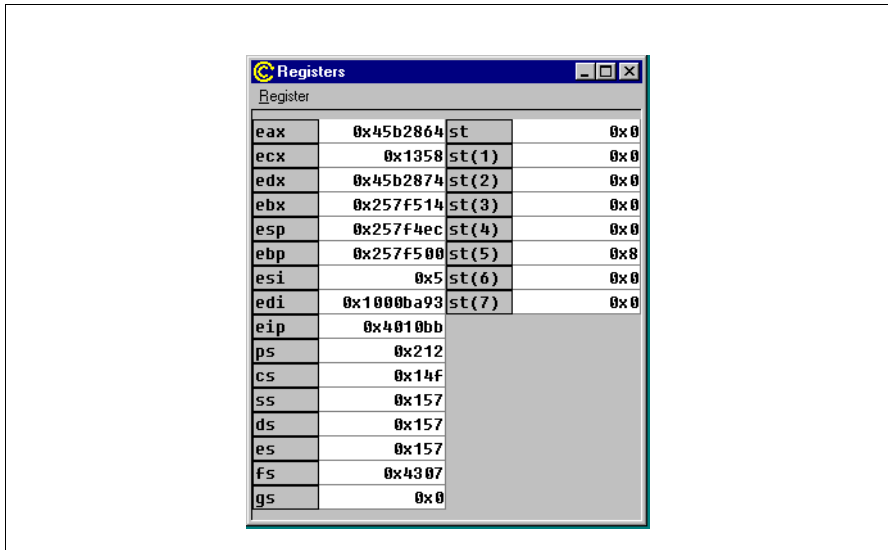 Registers
Register
eax 0x45b2864 st 0x0
ecx 0x1358 st(1) 0x0
edx 0x45b2874 st(2) 0x0
ebx 0x257f514 st(3) 0x0
esp 0x257f4ec st(4) 0x0
ebp 0x257f500 st(5) 0x8
esi 0x5 st(6) 0x0
edi 0x1000ba93 st(7) 0x0
eip 0x4010bb
ps 0x212
cs 0x14f
ss 0x157
ds 0x157
es 0x157
fs 0x4307
gs 0x0